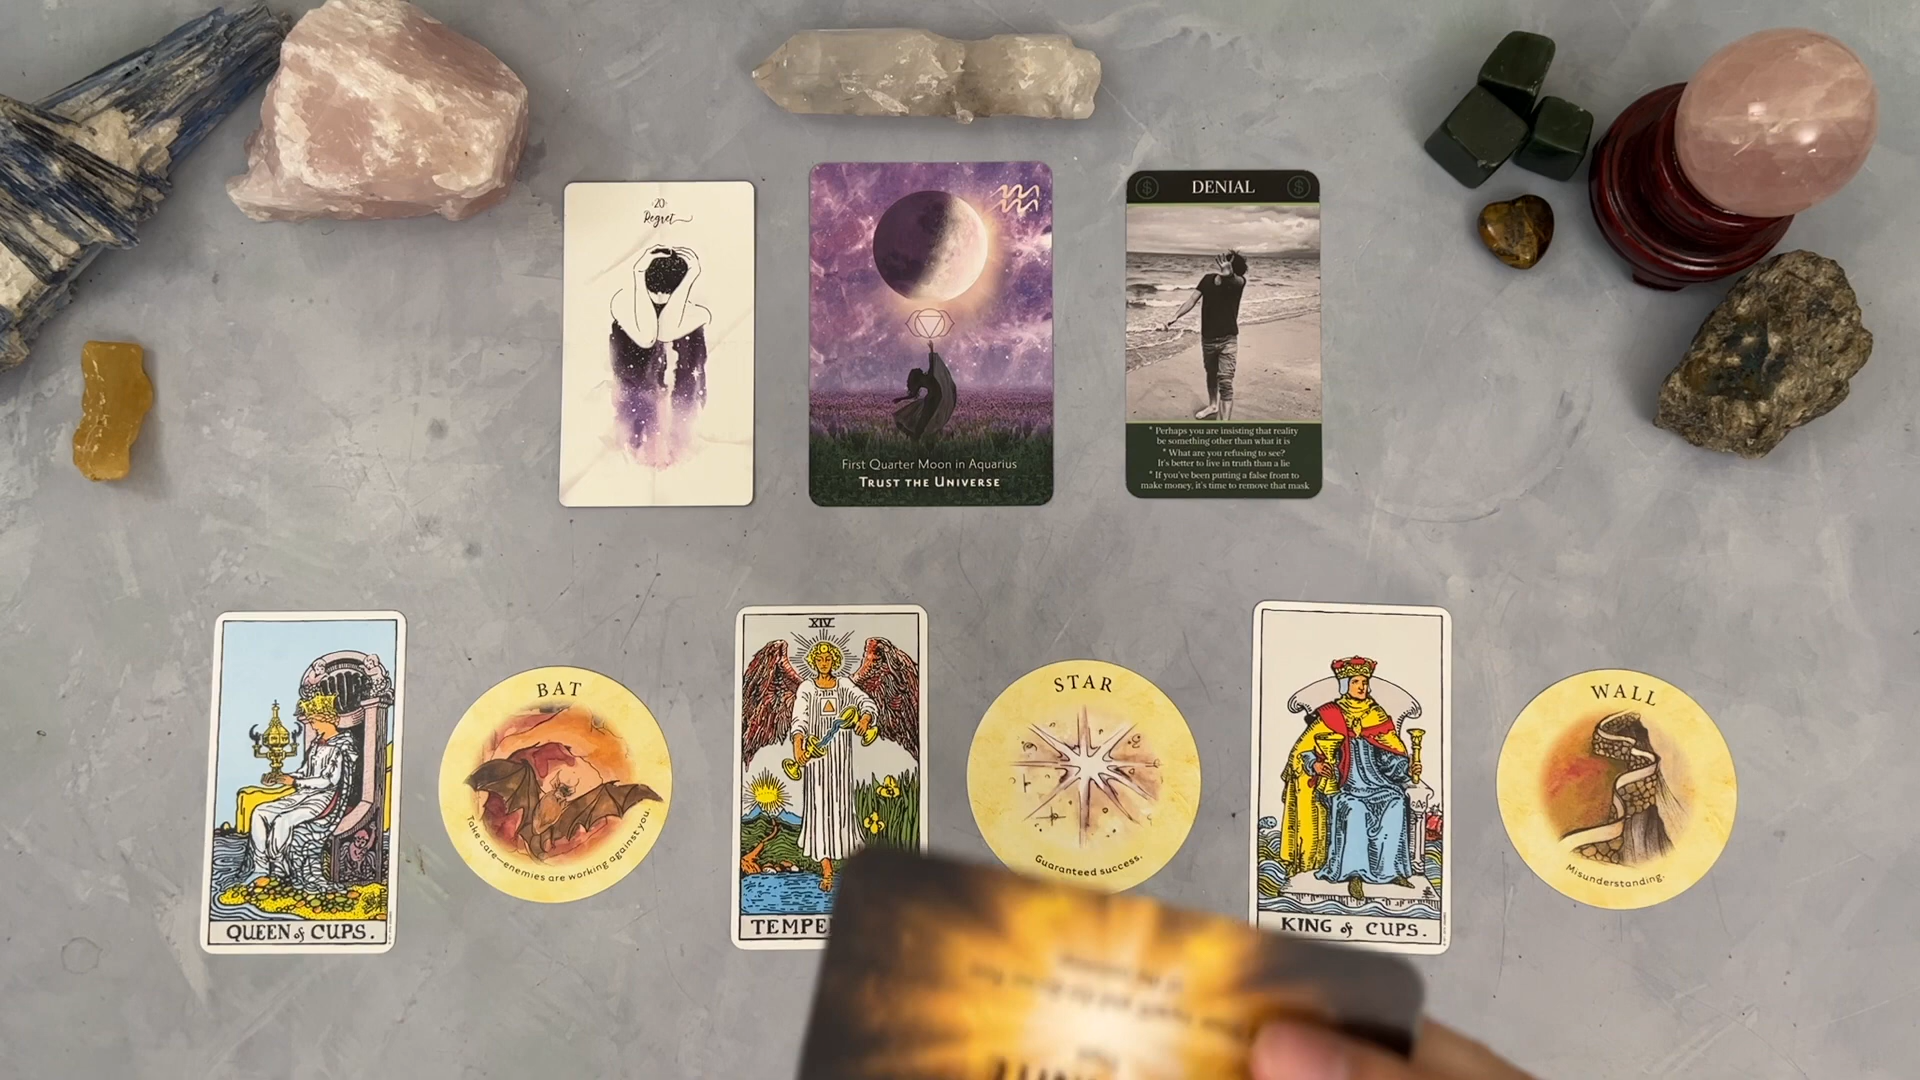 20
Regret
First Quarter Moon in Aquarius
TRUST THE UNIVERSE
DENIAL
* Perhaps you are insisting that reality
be something other than what it is
* What are you refusing to see?
It's better to live in truth than a lie
* If you've been putting a false front to
make money, it's time to remove that mask
QUEEN of CUPS.
BAT
Take care—enemies are working against you.
XIV
TEMPE
STAR
Guaranteed success.
KING of CUPS.
WALL
Misunderstanding.